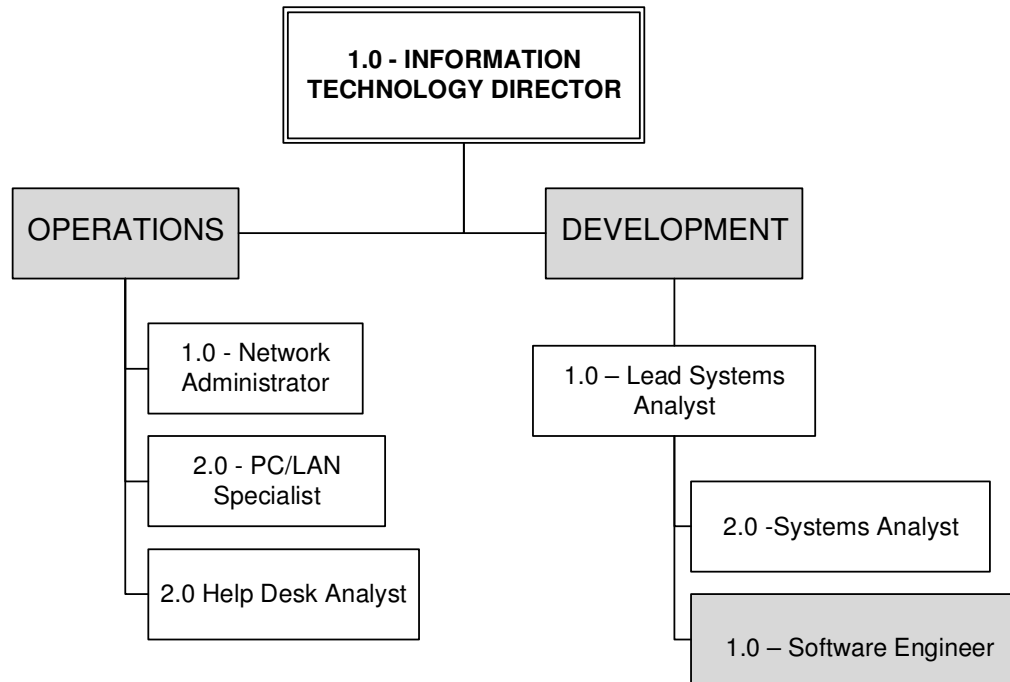 1.0 - INFORMATION
TECHNOLOGY DIRECTOR
OPERATIONS
DEVELOPMENT
1.0 - Network
Administrator
2.0 - PC/LAN
Specialist
2.0 Help Desk Analyst
1.0 – Lead Systems
Analyst
2.0 -Systems Analyst
1.0 – Software Engineer